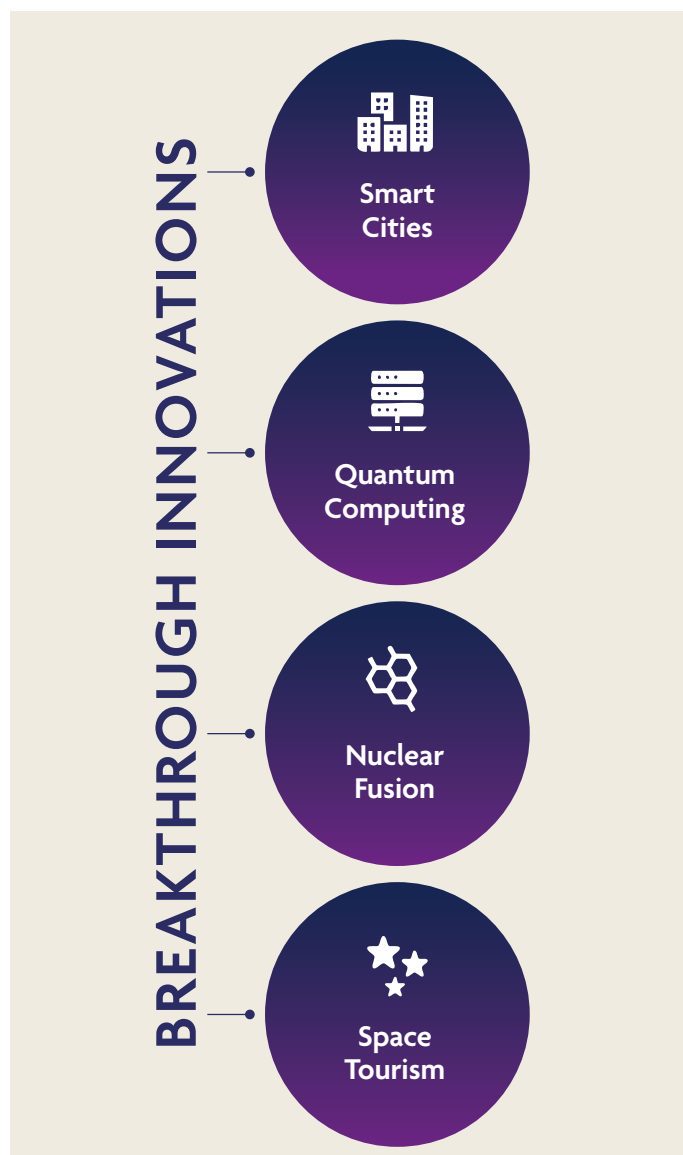 BREAKTHROUGH INNOVATIONS
Smart
Cities
Quantum
Computing
Nuclear
Fusion
Space
Tourism